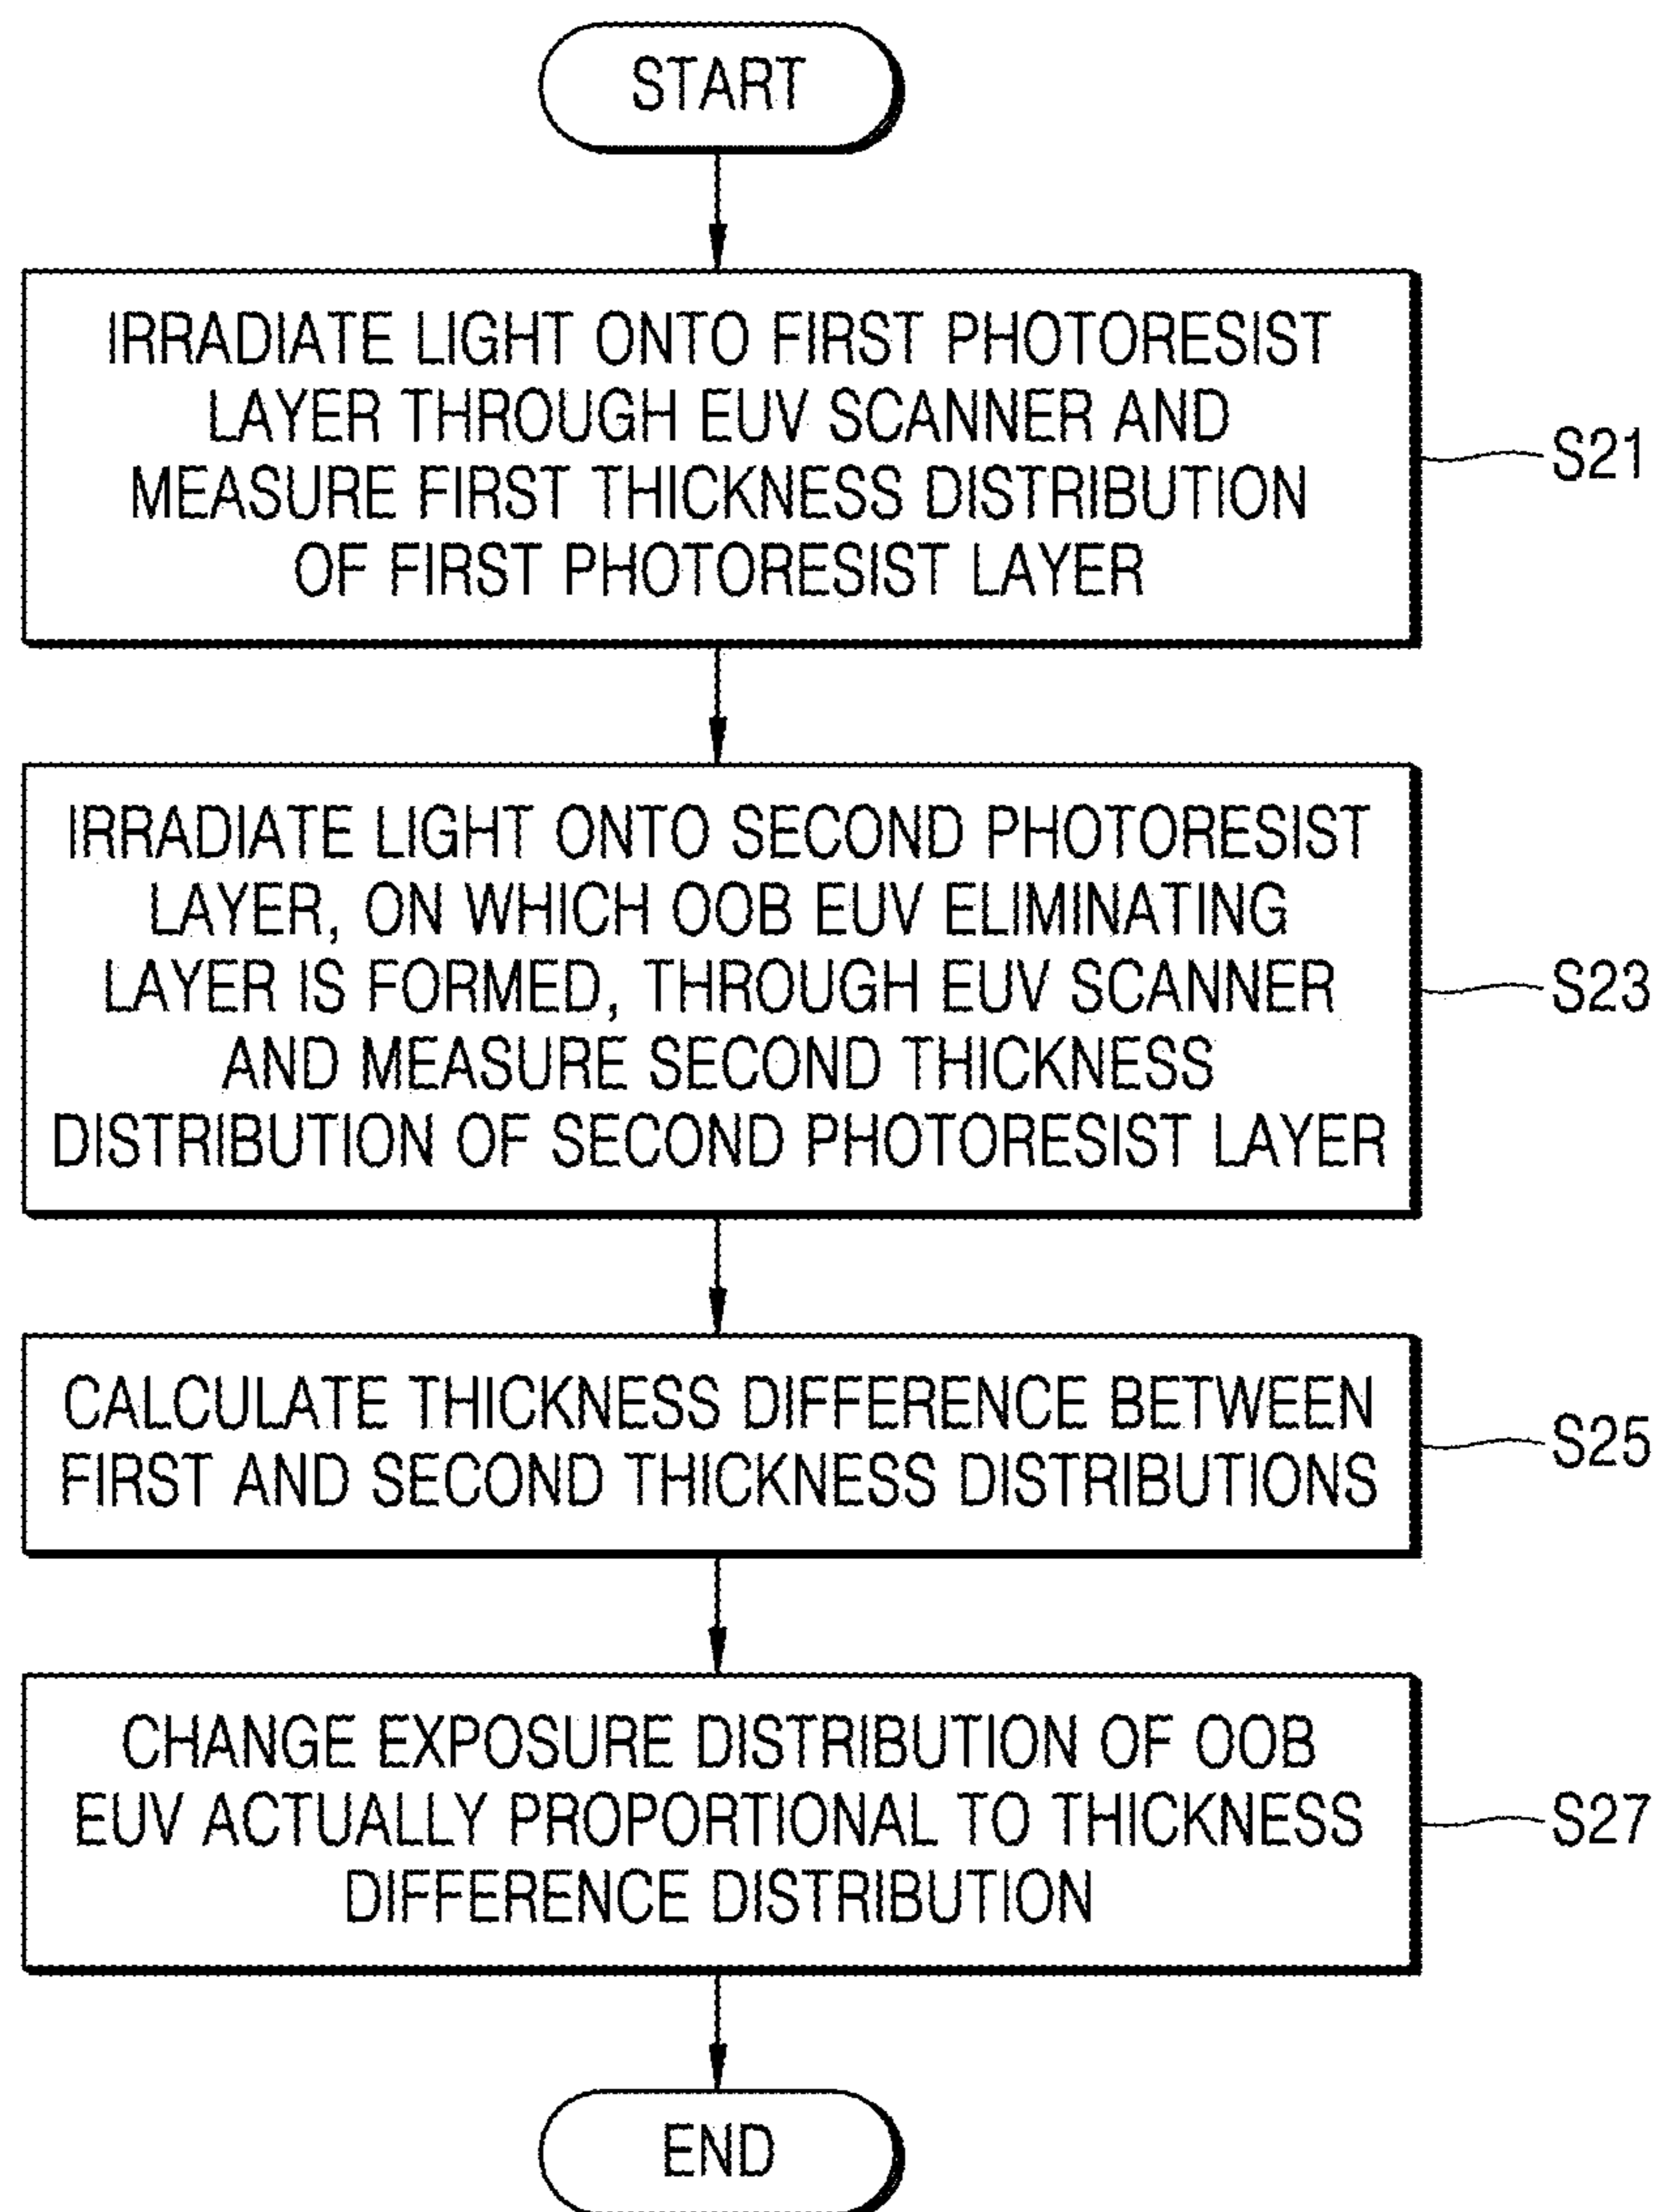 START
IRRADIATE LIGHT ONTO FIRST PHOTORESIST
LAYER THROUGH EUV SCANNER AND
MEASURE FIRST THICKNESS DISTRIBUTION
OF FIRST PHOTORESIST LAYER
S21
IRRADIATE LIGHT ONTO SECOND PHOTORESIST
LAYER, ON WHICH OOB EUV ELIMINATING
LAYER IS FORMED, THROUGH EUV SCANNER
AND MEASURE SECOND THICKNESS
DISTRIBUTION OF SECOND PHOTORESIST LAYER
S23
CALCULATE THICKNESS DIFFERENCE BETWEEN
FIRST AND SECOND THICKNESS DISTRIBUTIONS
S25
CHANGE EXPOSURE DISTRIBUTION OF OOB
EUV ACTUALLY PROPORTIONAL TO THICKNESS
DIFFERENCE DISTRIBUTION
S27
END